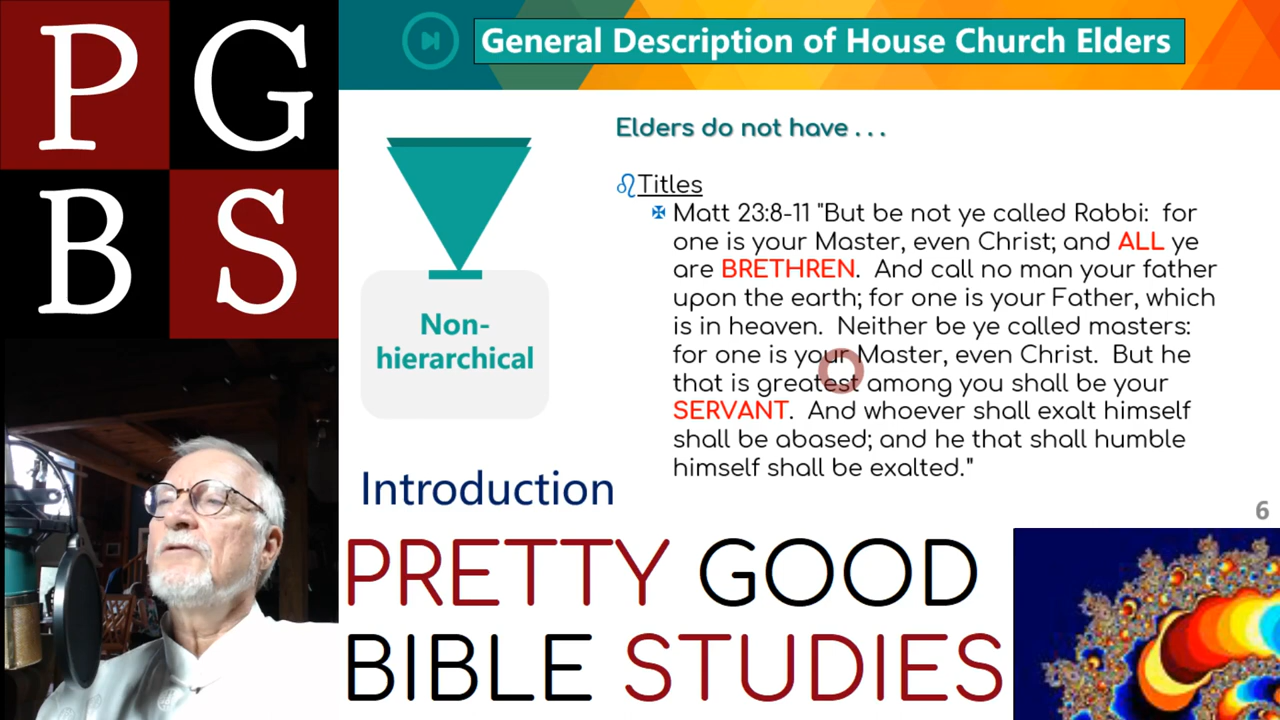 P G
B S
General Description of House Church Elders
Elders do not have . . .
Titles
Matt 23:8-11 "But be not ye called Rabbi: for
one is your Master, even Christ; and ALL ye
are BRETHREN. And call no man your father
upon the earth; for one is your Father, which
is in heaven. Neither be ye called masters:
for one is your Master, even Christ. But he
that is greatest among you shall be your
SERVANT. And whoever shall exalt himself
shall be abased; and he that shall humble
himself shall be exalted."
Non-
hierarchical
Introduction
6
PRETTY GOOD
BIBLE STUDIES